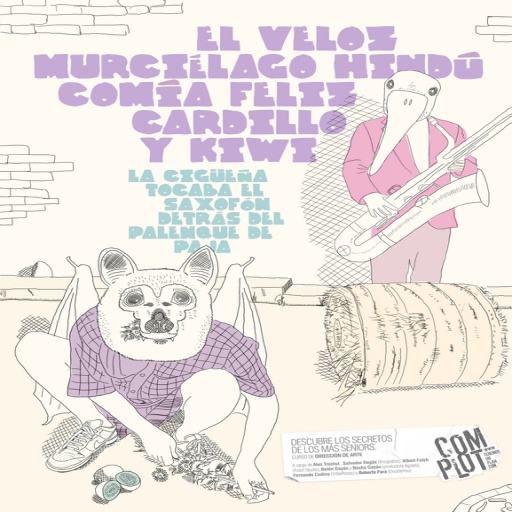 EL VELOZ
MURCIÉLAGO HINDÚ
COMÍA FELIZ
CARDILLO
Y KIWI
LA CIGÜEÑA
TOCABA EL
SAXOFÓN
DETRÁS DEL
PALENQUE DE
PAJA
DESCUBRE LOS SECRETOS
DE LOS MÁS SENIORS.
CURSO DE DIRECCIÓN DE ARTE
COM
PLOT